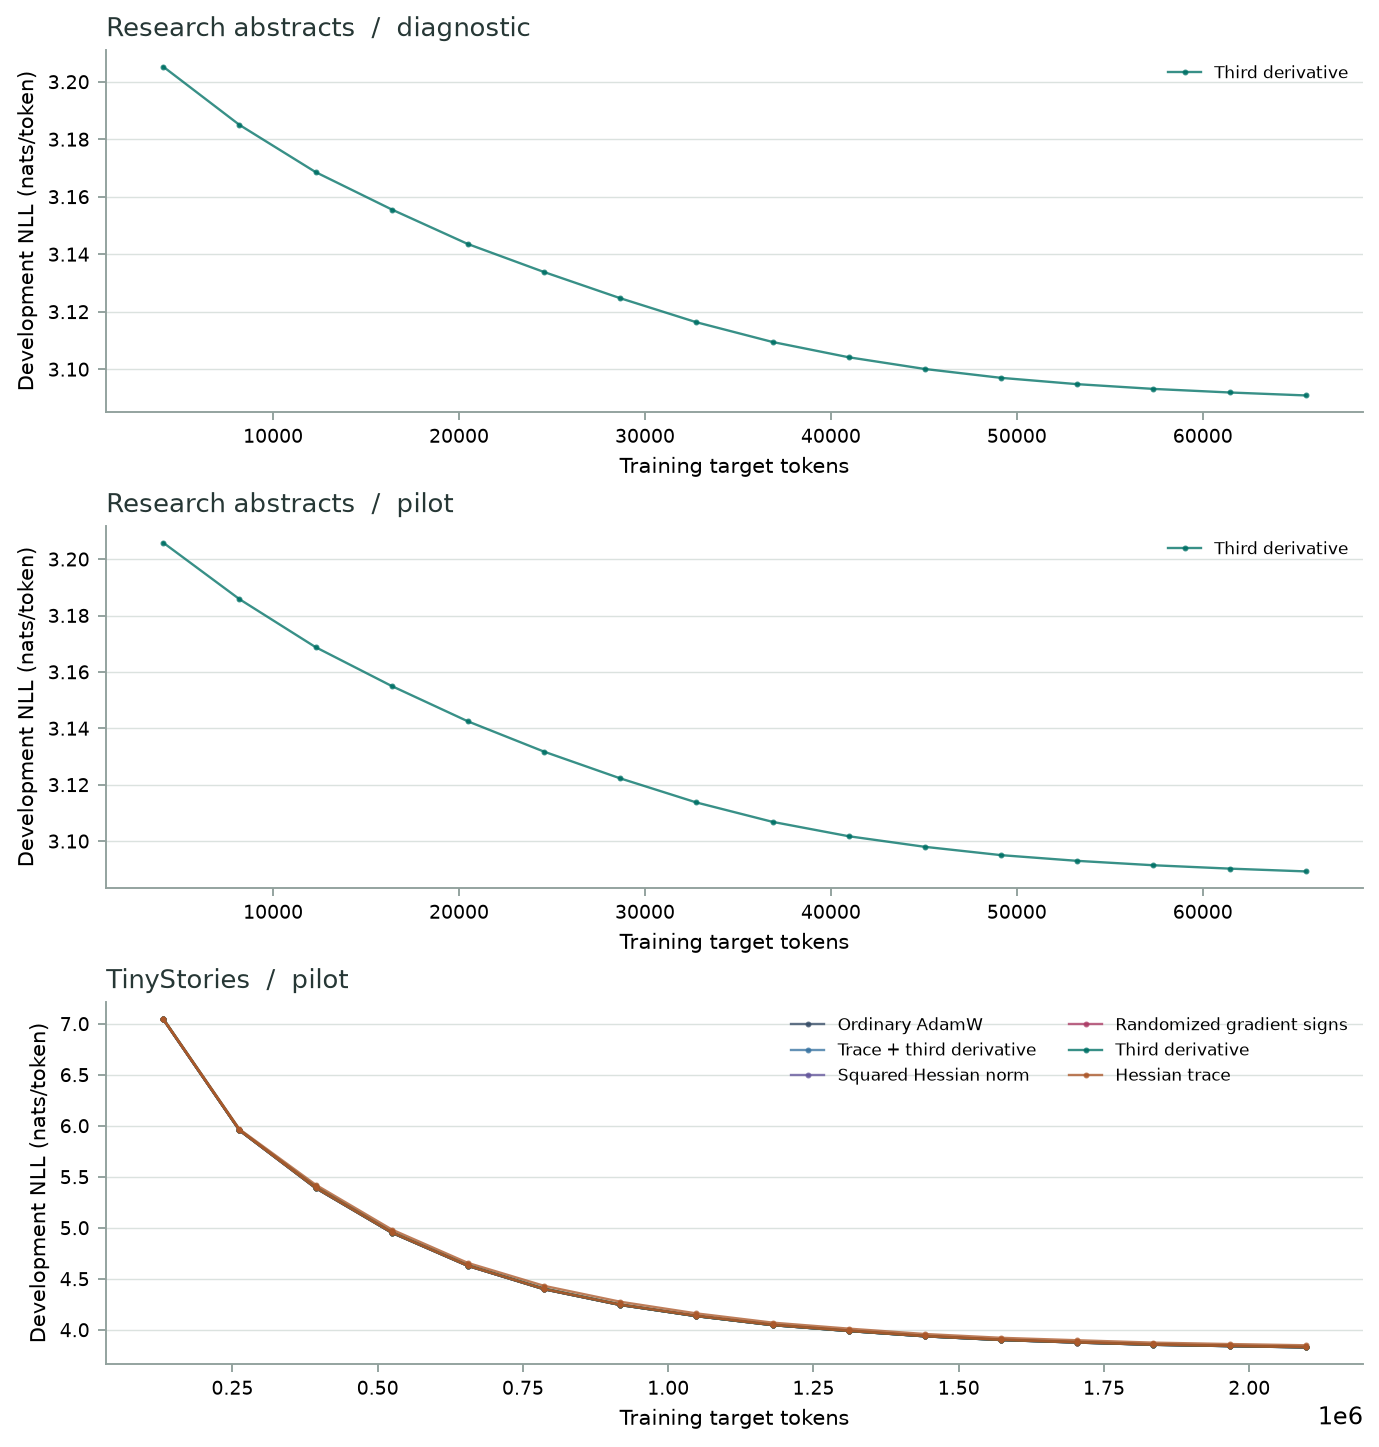 Research abstracts / diagnostic
Third derivative
Development NLL (nats/token)
3.20
3.18
3.16
3.14
3.12
3.10
10000 20000 30000 40000 50000 60000
Training target tokens
Research abstracts / pilot
Third derivative
Development NLL (nats/token)
3.20
3.18
3.16
3.14
3.12
3.10
10000 20000 30000 40000 50000 60000
Training target tokens
TinyStories / pilot
Ordinary AdamW
Trace + third derivative
Squared Hessian norm
Randomized gradient signs
Third derivative
Hessian trace
Development NLL (nats/token)
7.0
6.5
6.0
5.5
5.0
4.5
4.0
0.25 0.50 0.75 1.00 1.25 1.50 1.75 2.00
1e6
Training target tokens